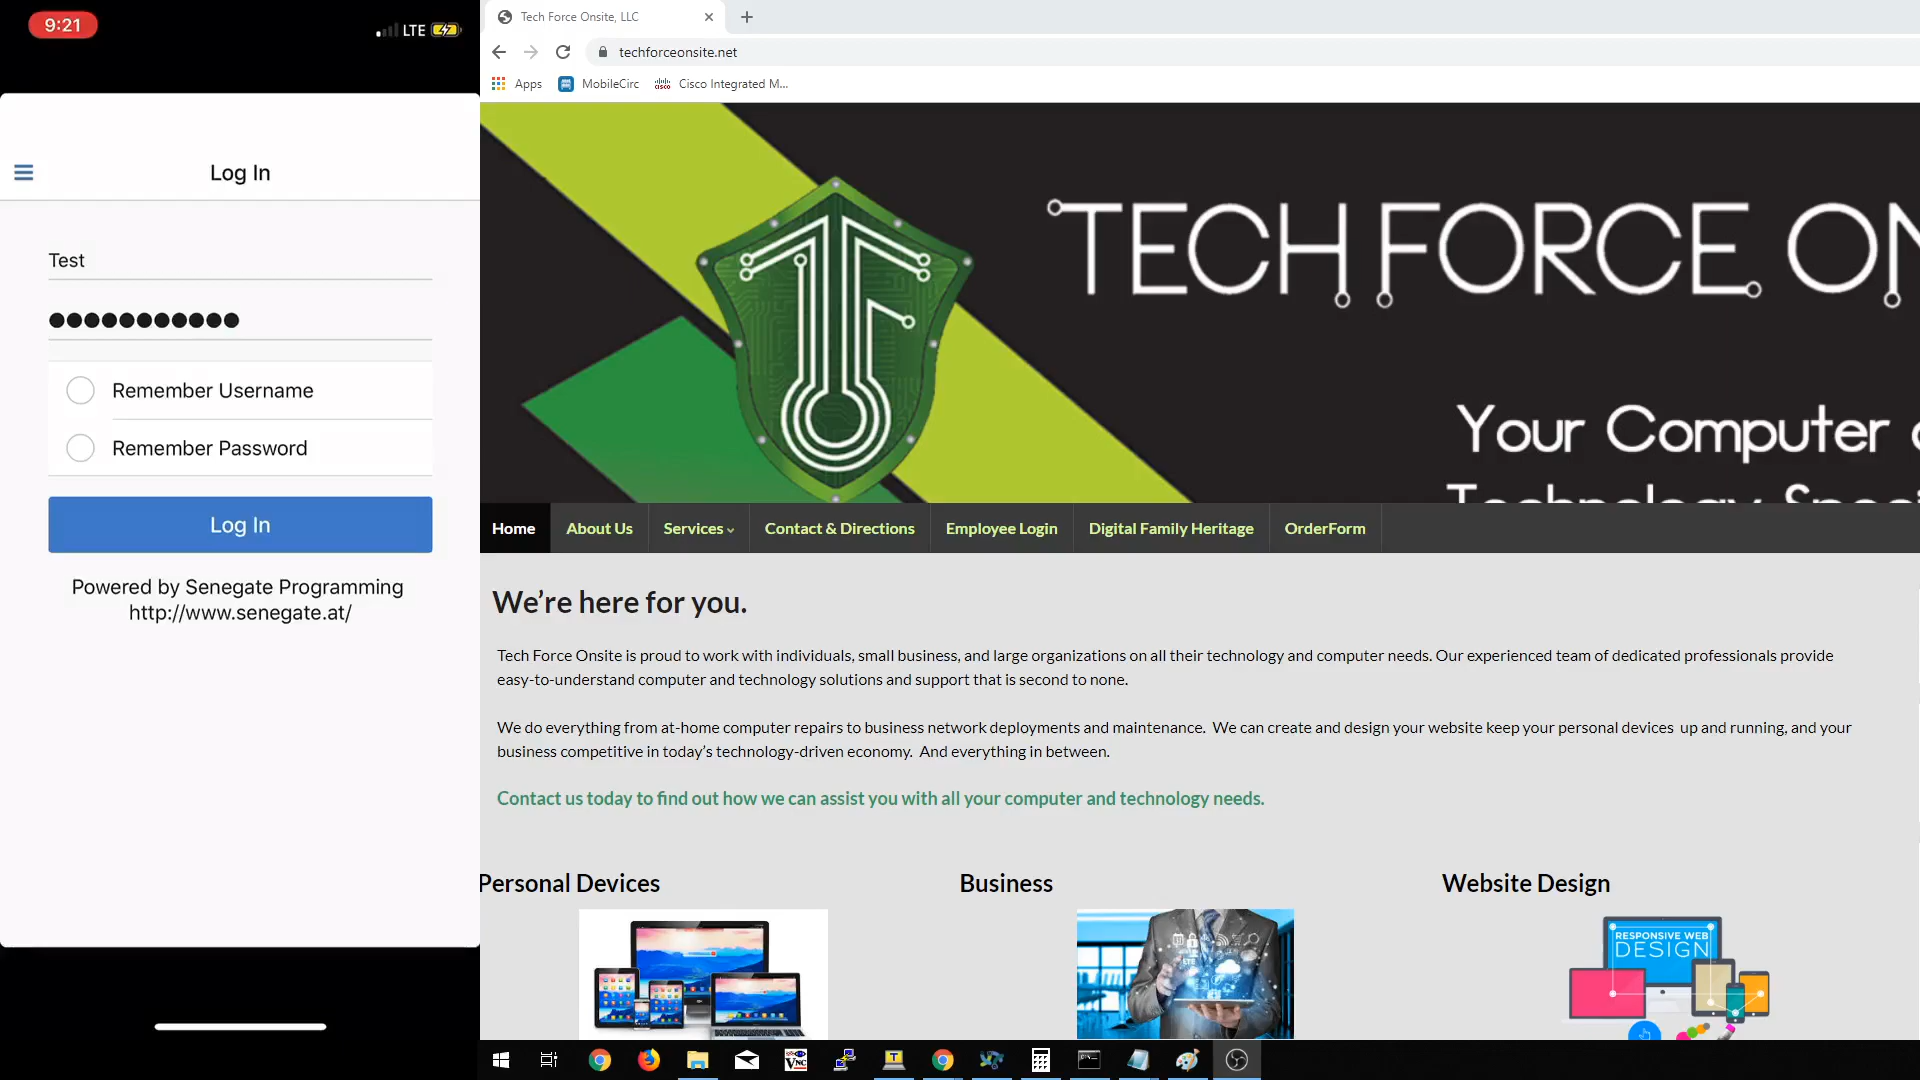 9:21
LTE
Log In
Test
Remember Username
Remember Password
Log In
Powered by Senegate Programming
http://www.senegate.at/
Tech Force Onsite, LLC
techforceonsite.net
Apps
MobileCirc
Cisco Integrated M...
TECH FORCE ON
Your Computer
Home
About Us
Services
Contact & Directions
Employee Login
Digital Family Heritage
OrderForm
We’re here for you.
Tech Force Onsite is proud to work with individuals, small business, and large organizations on all their technology and computer needs. Our experienced team of dedicated professionals provide
easy-to-understand computer and technology solutions and support that is second to none.
We do everything from at-home computer repairs to business network deployments and maintenance.  We can create and design your website keep your personal devices  up and running, and your
business competitive in today’s technology-driven economy.  And everything in between.
Contact us today to find out how we can assist you with all your computer and technology needs.
Personal Devices
Business
Website Design
RESPONSIVE WEB
DESIGN